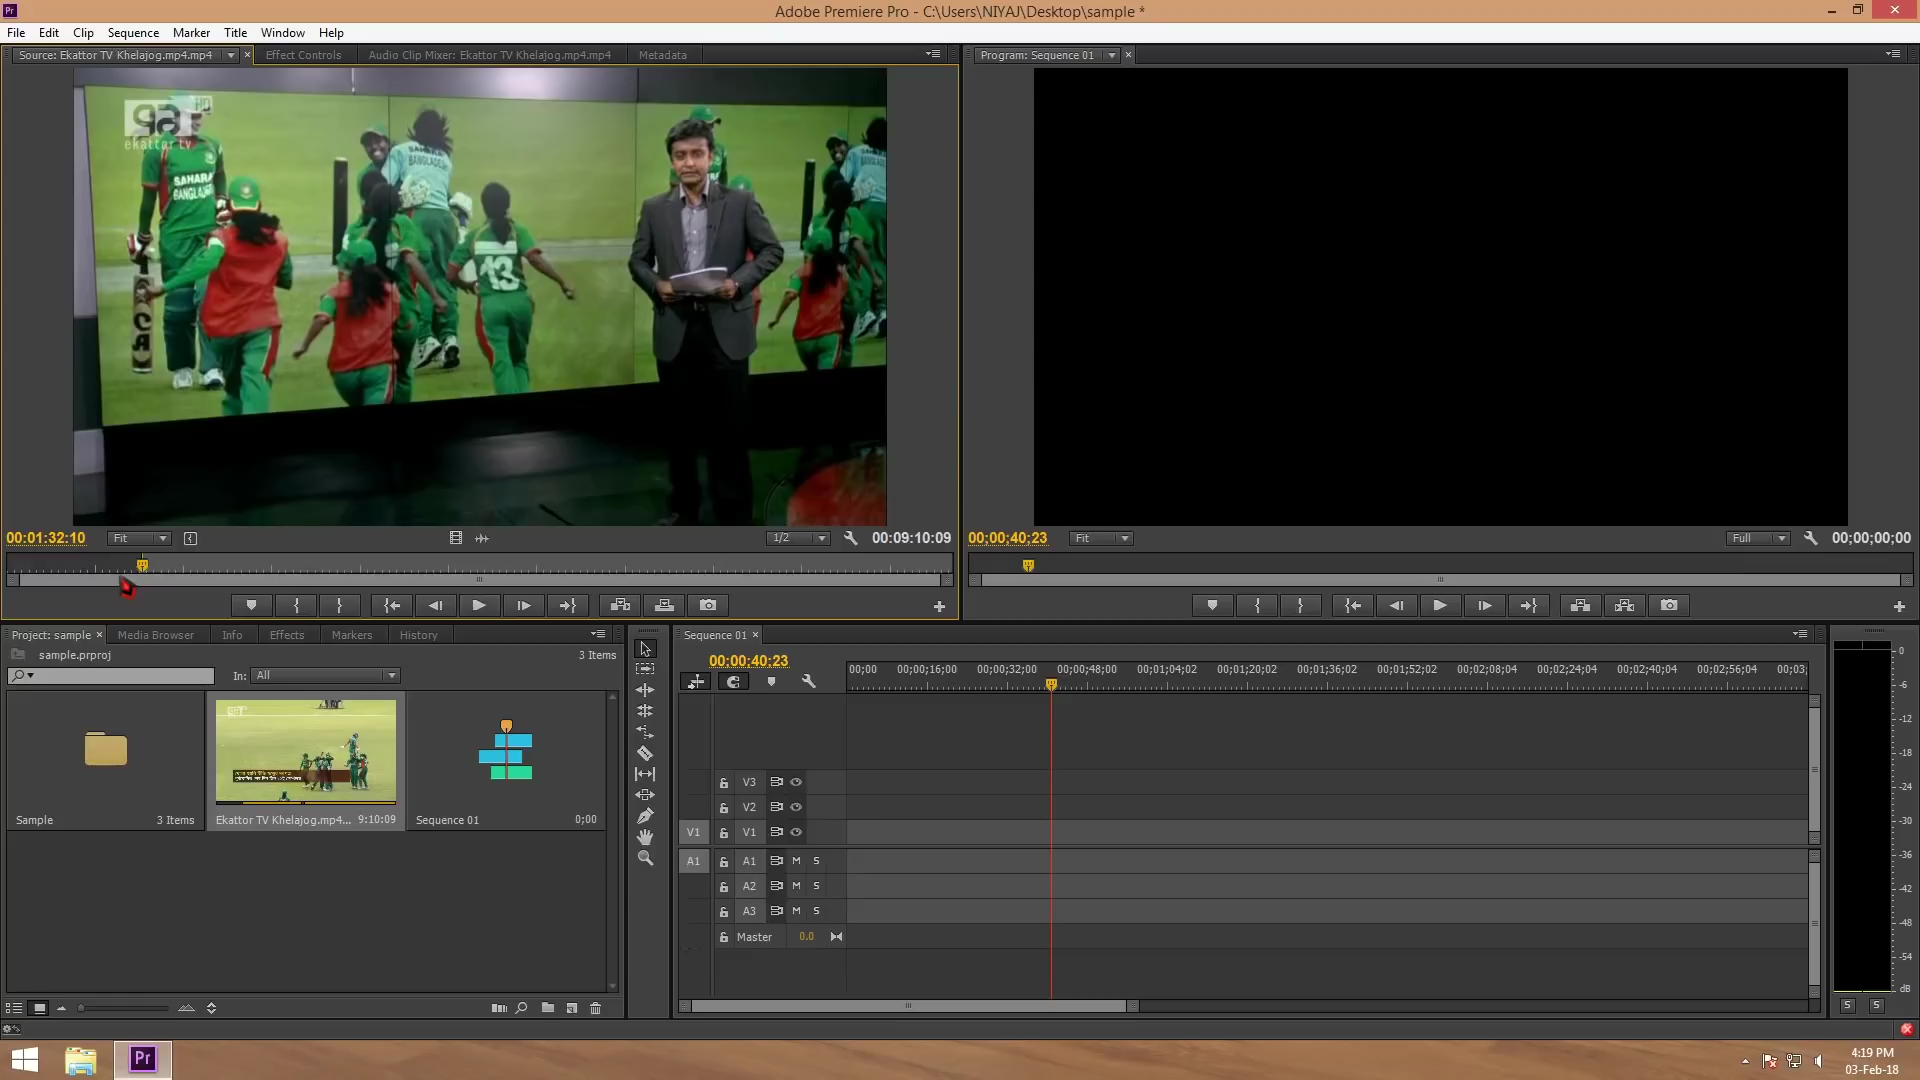 Adobe Premiere Pro - C:\Users\NIYAJ\Desktop\sample *
File Edit Clip Sequence Marker Title Window Help
Source: Ekattor TV Khelajog.mp4.mp4 Effect Controls Audio Clip Mixer: Ekattor TV Khelajog.mp4.mp4 Metadata
Program: Sequence 01
HD
ekattor tv
SAHARA
BANGLADESH
SAHARA
BANGLADESH
13
00:01:32:10 Fit 1/2 00:09:10:09
00;00;40;23 Fit Full 00;00;00;00
Project: sample Media Browser Info Effects Markers History
sample.prproj 3 Items
In: All
Sample 3 Items
Ekattor TV Khelajog.mp4... 9:10:09
Sequence 01 0;00
Sequence 01
00;00;40;23
00;00 00;00;16;00 00;00;32;00 00;00;48;00 00;01;04;02 00;01;20;02 00;01;36;02 00;01;52;02 00;02;08;04 00;02;24;04 00;02;40;04 00;02;56;04 00;03;
V3
V2
V1 V1
A1 A1 M S
A2 M S
A3 M S
Master 0.0
0
-6
-12
-18
-24
-30
-36
-42
-48
-54
dB
S S
Pr
4:19 PM
03-Feb-18